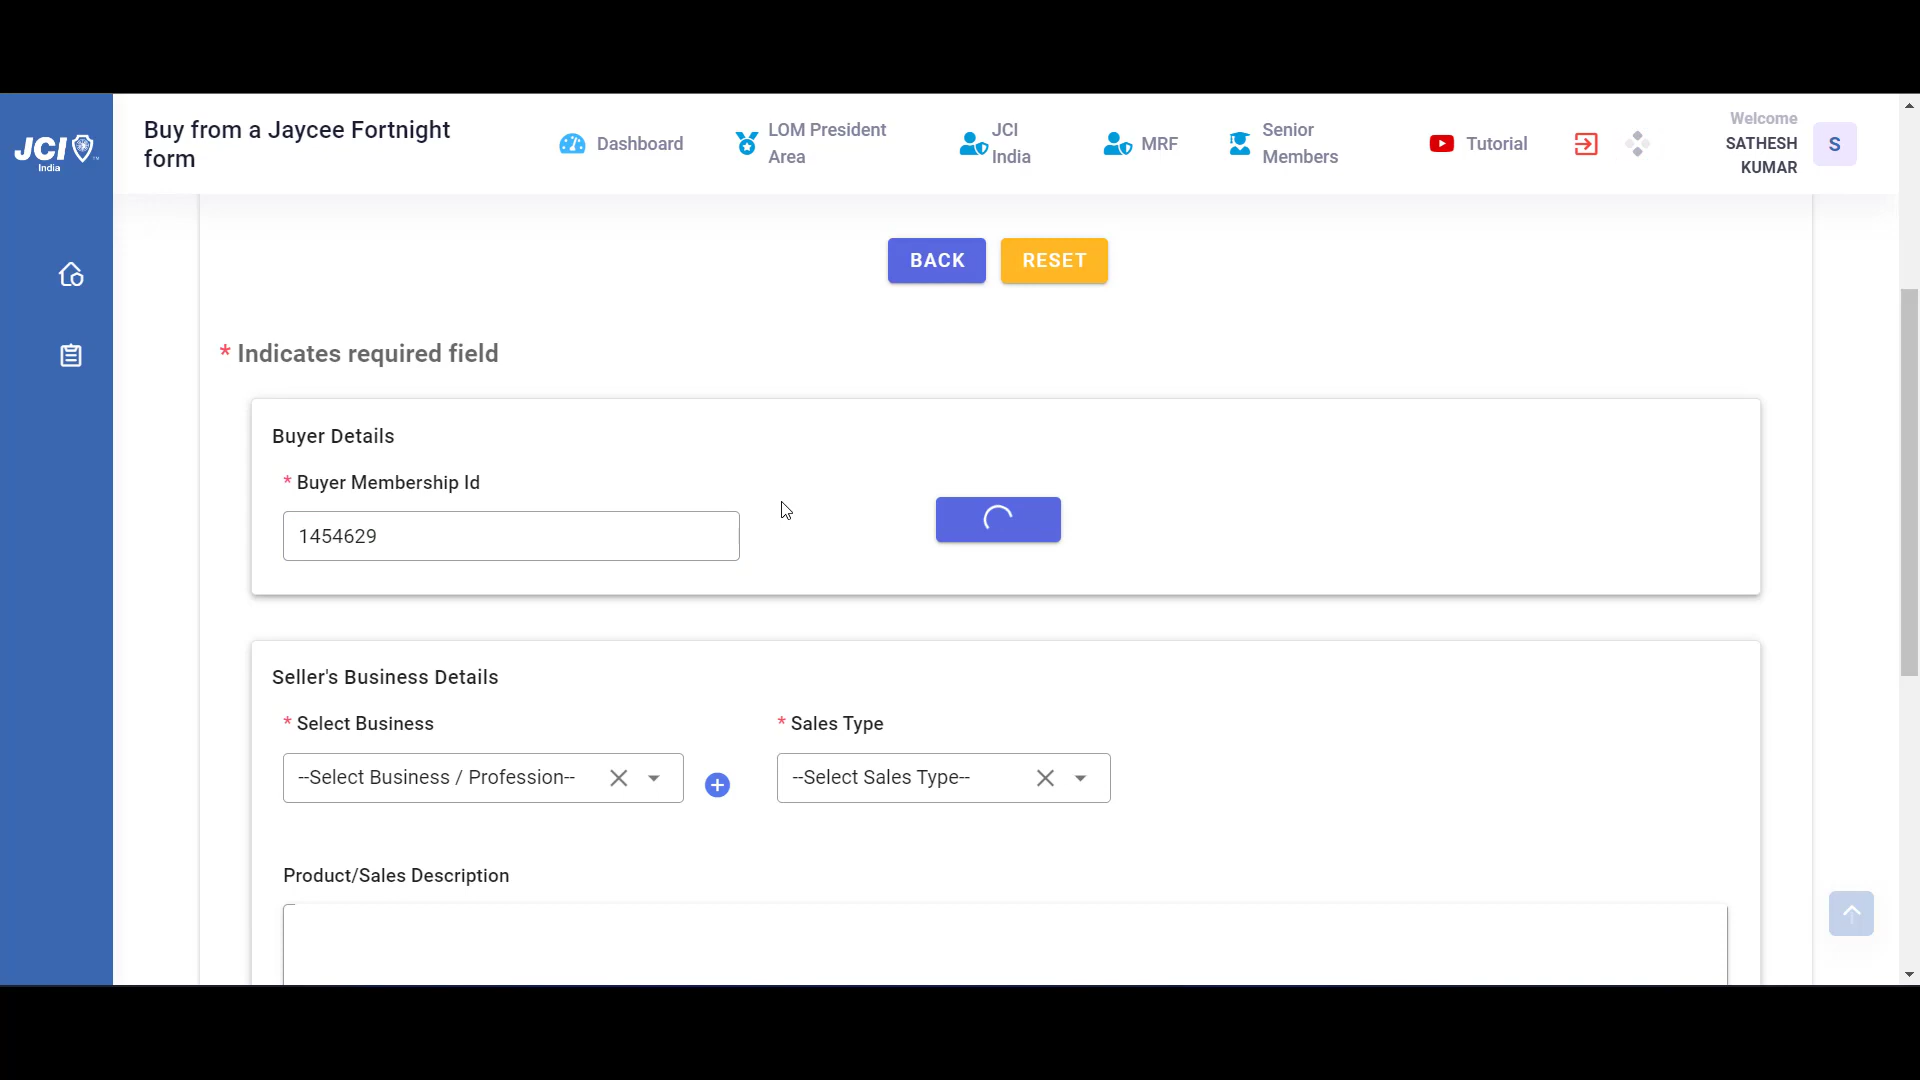 JCI
India
Buy from a Jaycee Fortnight
form
Dashboard
LOM President
Area
JCI
India
MRF
Senior
Members
Tutorial
Welcome
SATHESH
KUMAR
S
BACK
RESET
* Indicates required field
Buyer Details
* Buyer Membership Id
1454629
Seller's Business Details
* Select Business
* Sales Type
--Select Business / Profession--
--Select Sales Type--
Product/Sales Description